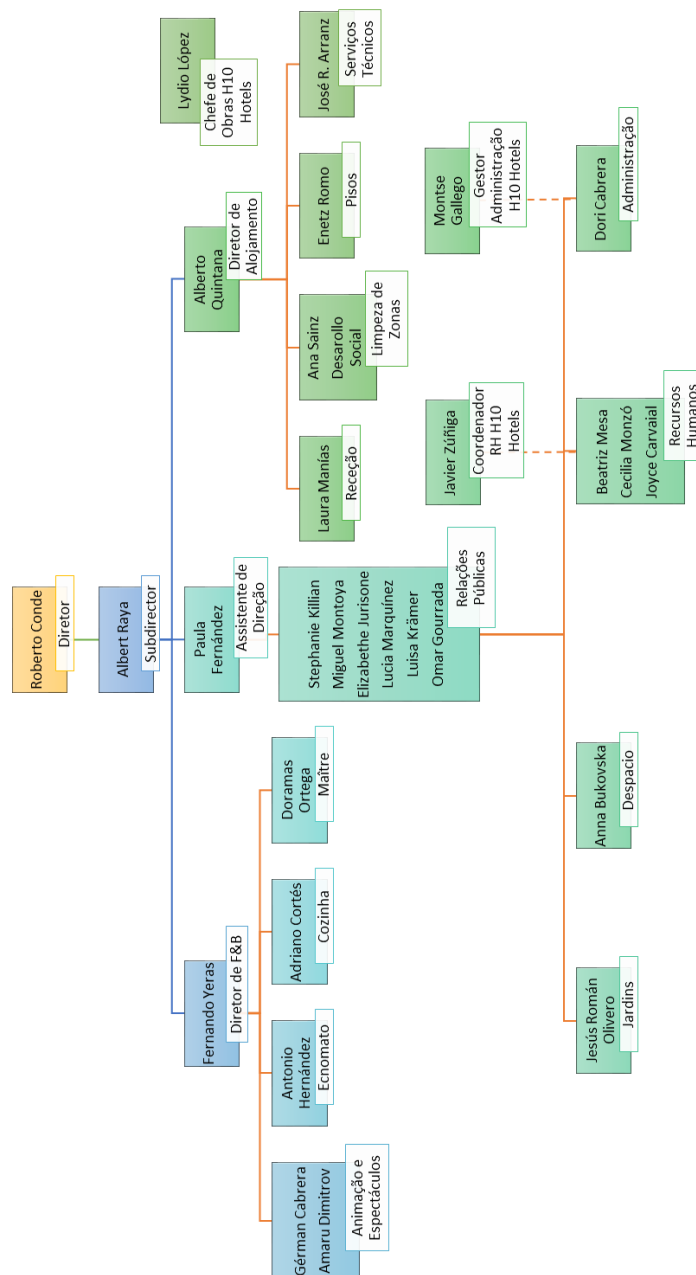 Roberto Conde
Diretor
Albert Raya
Subdirector
Fernando Yeras
Diretor de F&B
Paula
Fernández
Assistente de
Direção
Alberto
Quintana
Diretor de
Alojamento
Lydio López
Chefe de
Obras H10
Hotels
Gérman Cabrera
Amaru Dimitrov
Animação e
Espectáculos
Antonio
Hernández
Ecnomato
Adriano Cortés
Cozinha
Doramas
Ortega
Maître
Stephanie Killian
Miguel Montoya
Elizabethe Jurisone
Lucia Marquínez
Luisa Krämer
Omar Gourrada
Relações
Públicas
Laura Manías
Receção
Ana Sainz
Desarollo
Social
Limpeza de
Zonas
Enetz Romo
Pisos
José R. Arranz
Serviços
Técnicos
Javier Zúñiga
Coordenador
RH H10
Hotels
Montse
Gallego
Gestor
Administração
H10 Hotels
Jesús Román
Olivero
Jardins
Anna Bukovska
Despacio
Beatriz Mesa
Cecilia Monzó
Joyce Carvaial
Recursos
Humanos
Dori Cabrera
Administração